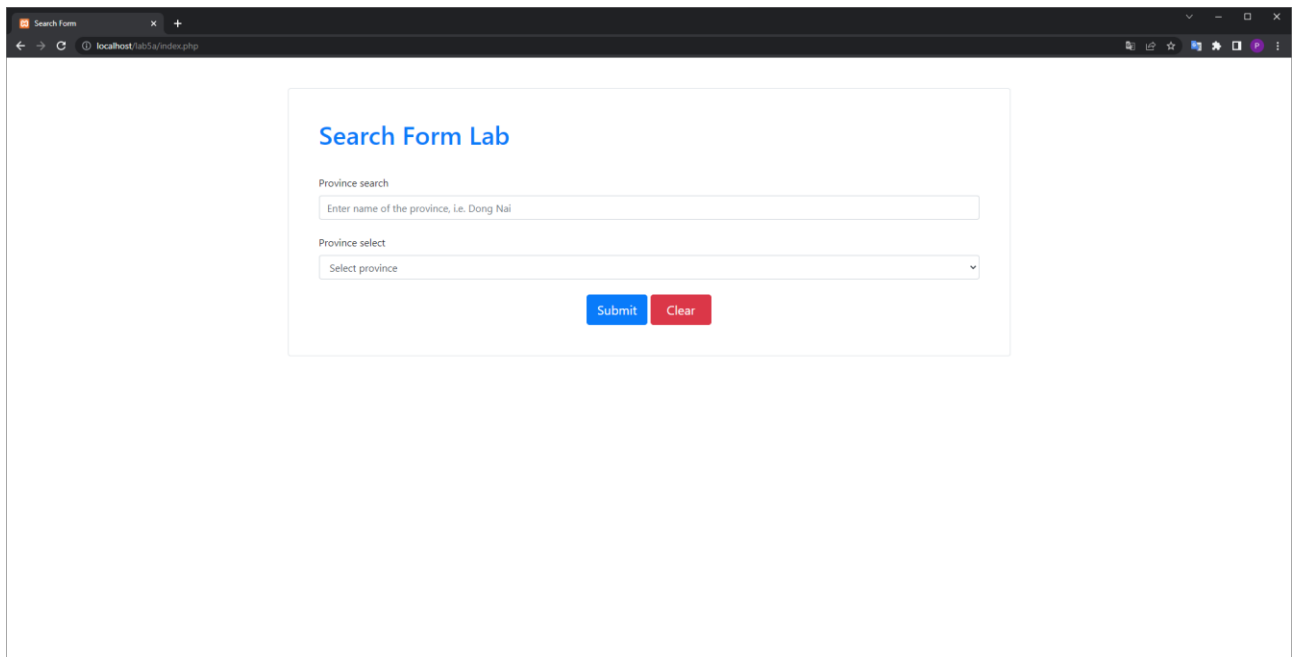 Search Form
localhost/lab5a/index.php
P
Search Form Lab
Province search
Enter name of the province, i.e. Dong Nai
Province select
Select province
Submit Clear